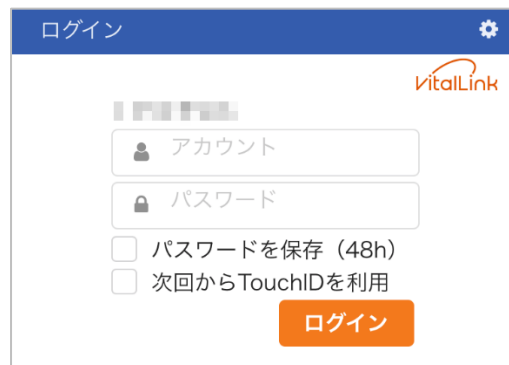 ログイン
VitalLink
アカウント
パスワード
パスワードを保存（48h）
次回からTouchIDを利用
ログイン